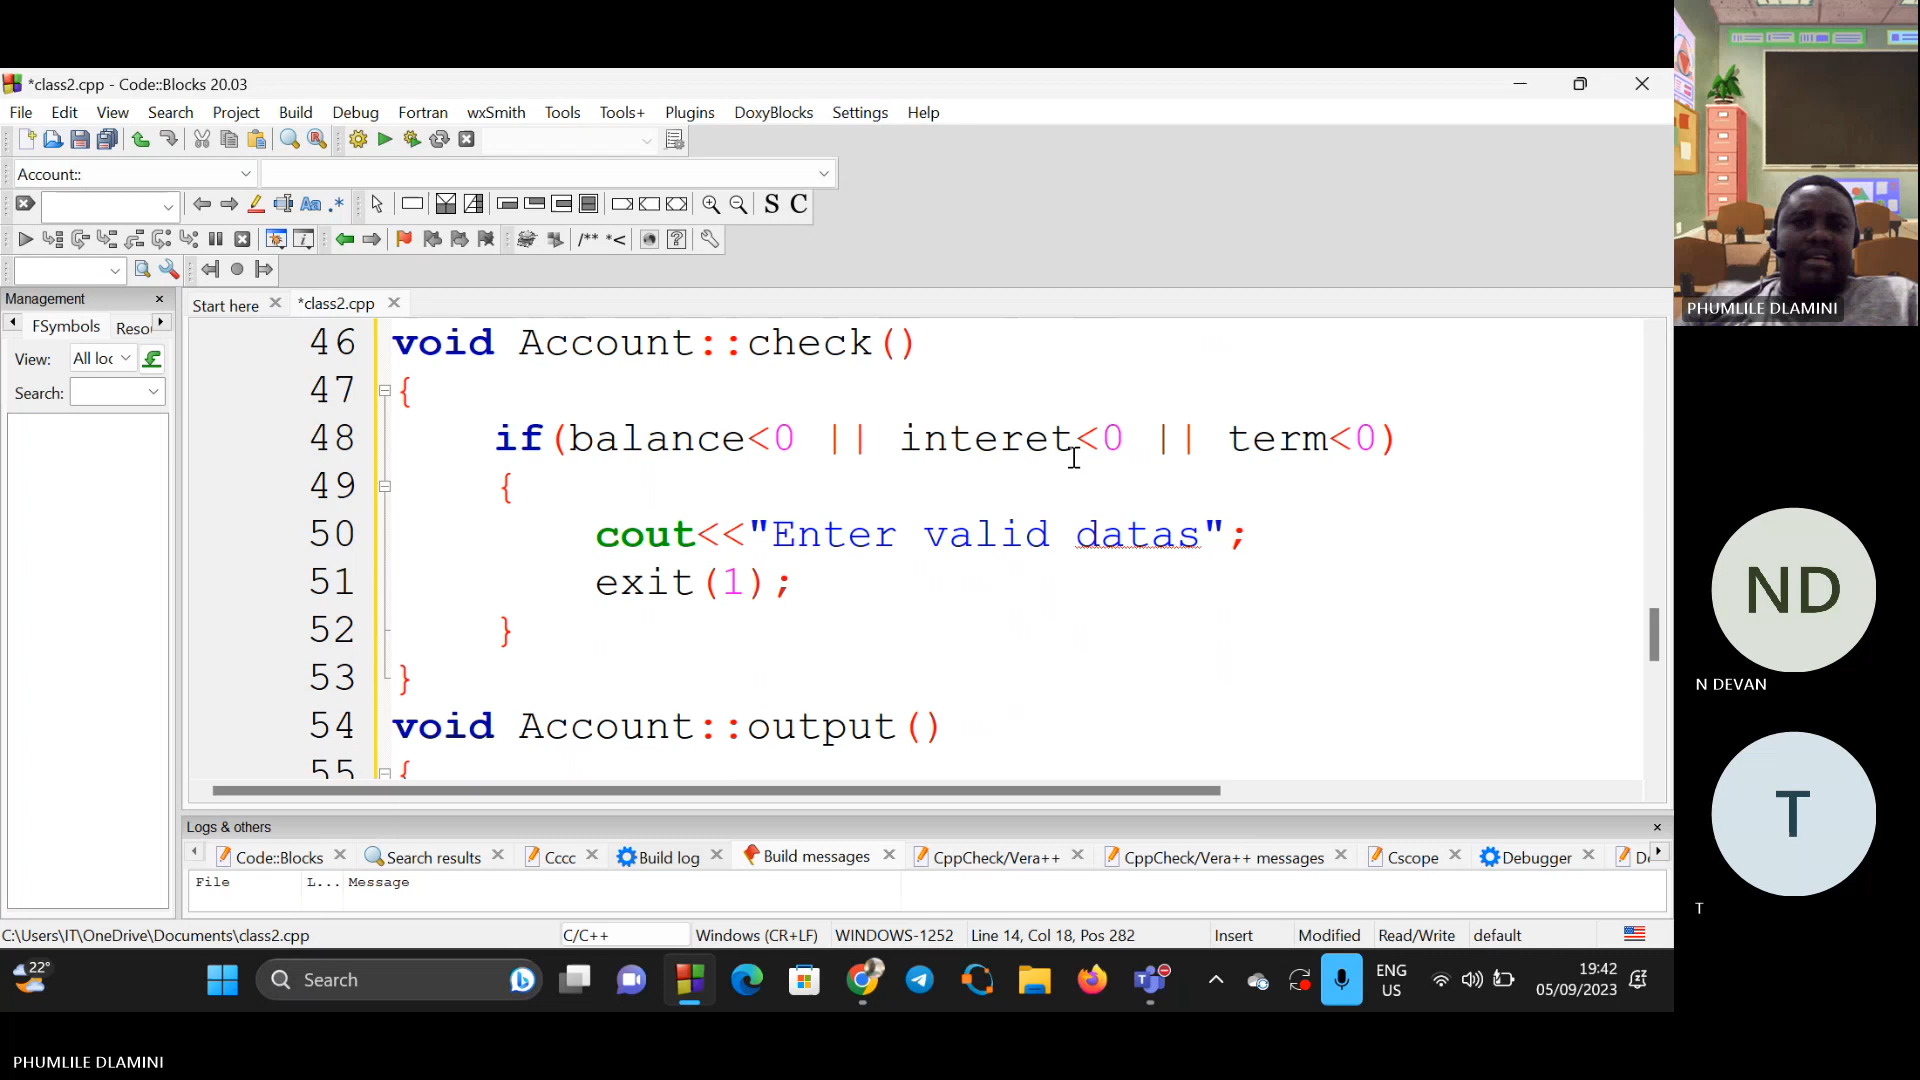 *class2.cpp - Code::Blocks 20.03
File Edit View Search Project Build Debug Fortran wxSmith Tools Tools+ Plugins DoxyBlocks Settings Help
Account::
S C
/** *<
Management
Start here *class2.cpp
FSymbols Reso
View: All loc
Search:
46 void Account::check()
47 {
48 if(balance<0 || interet<0 || term<0)
49 {
50 cout<<"Enter valid datas";
51 exit(1);
52 }
53 }
54 void Account::output()
55 {
Logs & others
Code::Blocks Search results Cccc Build log Build messages CppCheck/Vera++ CppCheck/Vera++ messages Cscope Debugger
File L... Message
C:\Users\IT\OneDrive\Documents\class2.cpp C/C++ Windows (CR+LF) WINDOWS-1252 Line 14, Col 18, Pos 282 Insert Modified Read/Write default
22° Search ENG US 19:42 05/09/2023
PHUMLILE DLAMINI
PHUMLILE DLAMINI
ND
N DEVAN
T
T